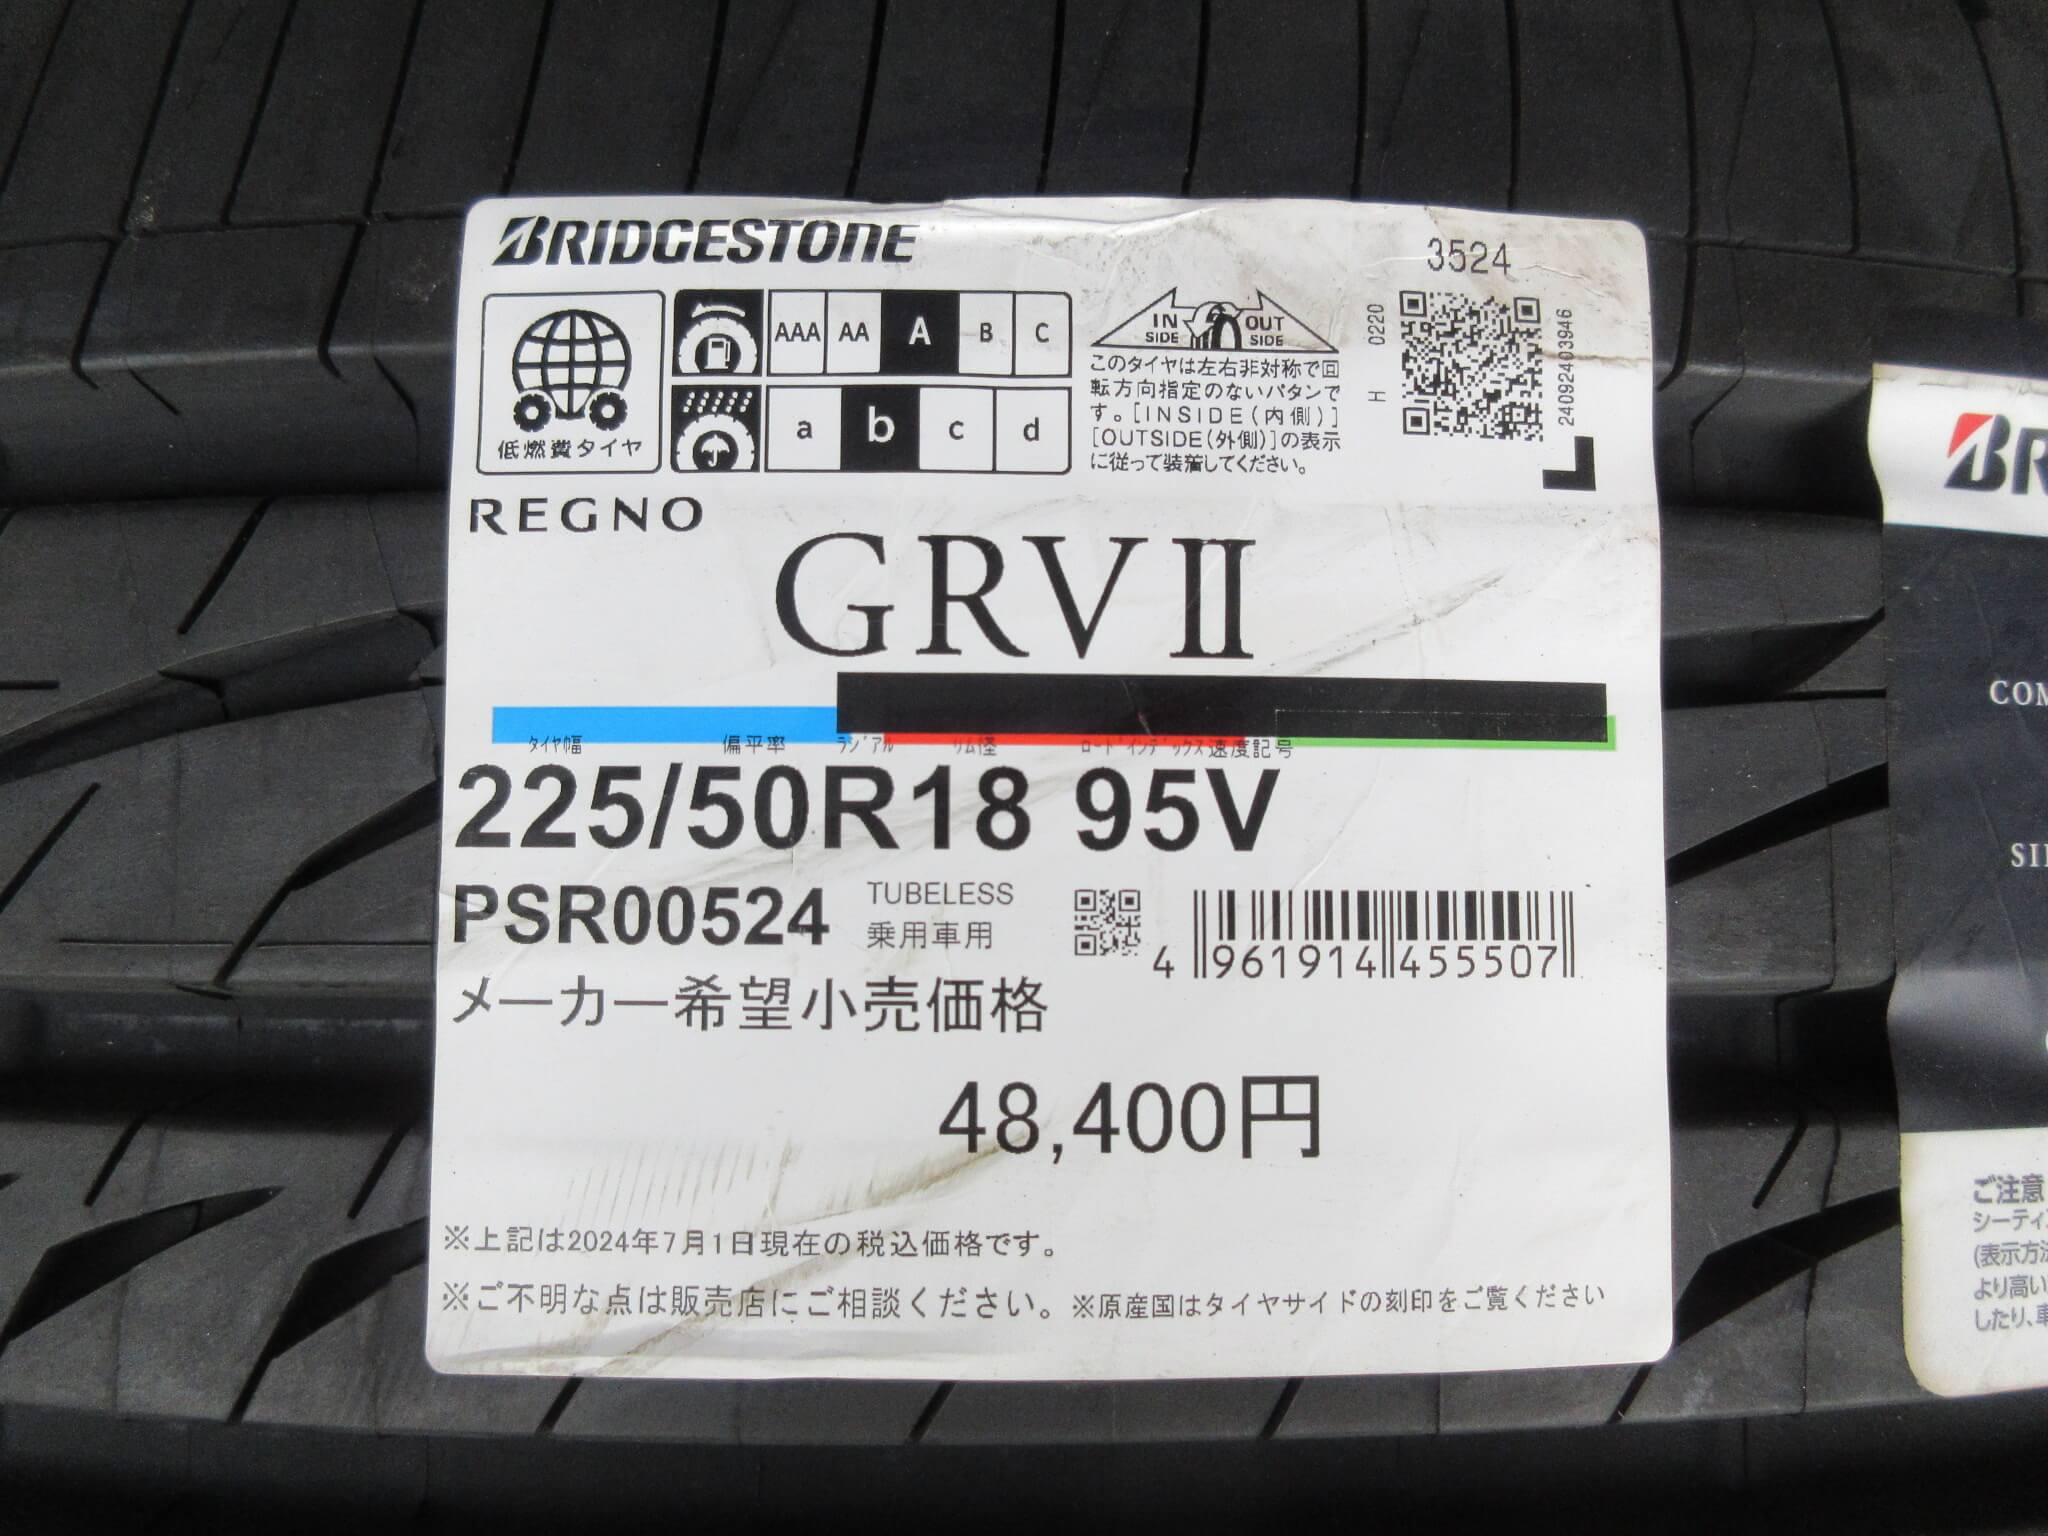 BRIDGESTONE
3524
AAA AA A B C
低燃費タイヤ
a b c d
IN SIDE OUT SIDE
このタイヤは左右非対称で回
転方向指定のないパタンで
す。[INSIDE(内側)]
[OUTSIDE(外側)]の表示
に従って装着してください。
H 0220
24092403946
L
REGNO
GRVⅡ
タイヤ幅 偏平率 ラジアル リム径 ロードインデックス 速度記号
225/50R18 95V
PSR00524
TUBELESS
乗用車用
4 961914 455507
メーカー希望小売価格
48,400円
※上記は2024年7月1日現在の税込価格です。
※ご不明な点は販売店にご相談ください。※原産国はタイヤサイドの刻印をご覧ください
BR
COM
SIL
ご注意
シーティ
(表示方法
より高い
したり、車